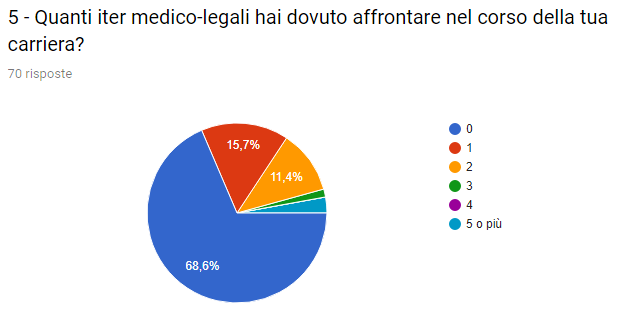 5 - Quanti iter medico-legali hai dovuto affrontare nel corso della tua
carriera?
70 risposte
15,7%
11,4%
68,6%
0
1
2
3
4
5 o più